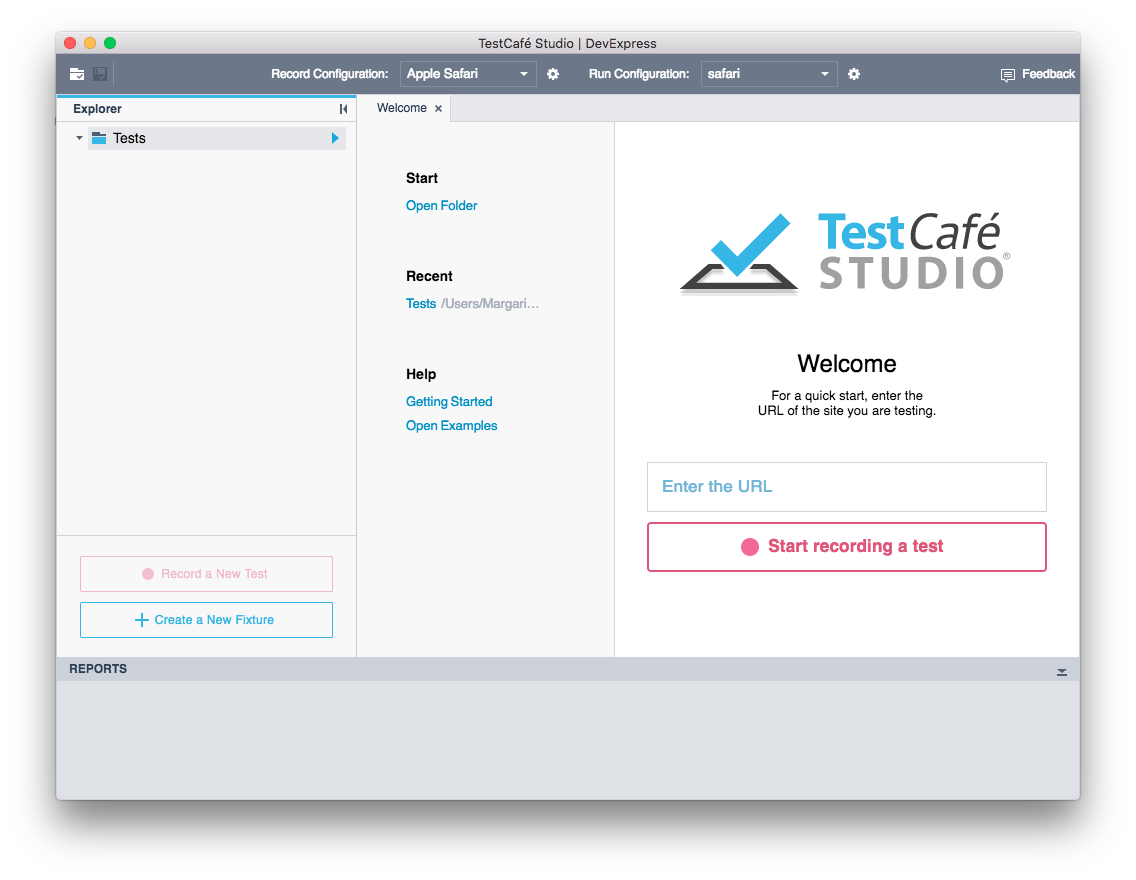 TestCafé Studio | DevExpress
Record Configuration: Apple Safari Run Configuration: safari Feedback
Explorer
Welcome
Tests
Start
Open Folder
Recent
Tests /Users/Margari…
Help
Getting Started
Open Examples
TestCafé
STUDIO®
Welcome
For a quick start, enter the
URL of the site you are testing.
Enter the URL
Start recording a test
Record a New Test
Create a New Fixture
REPORTS